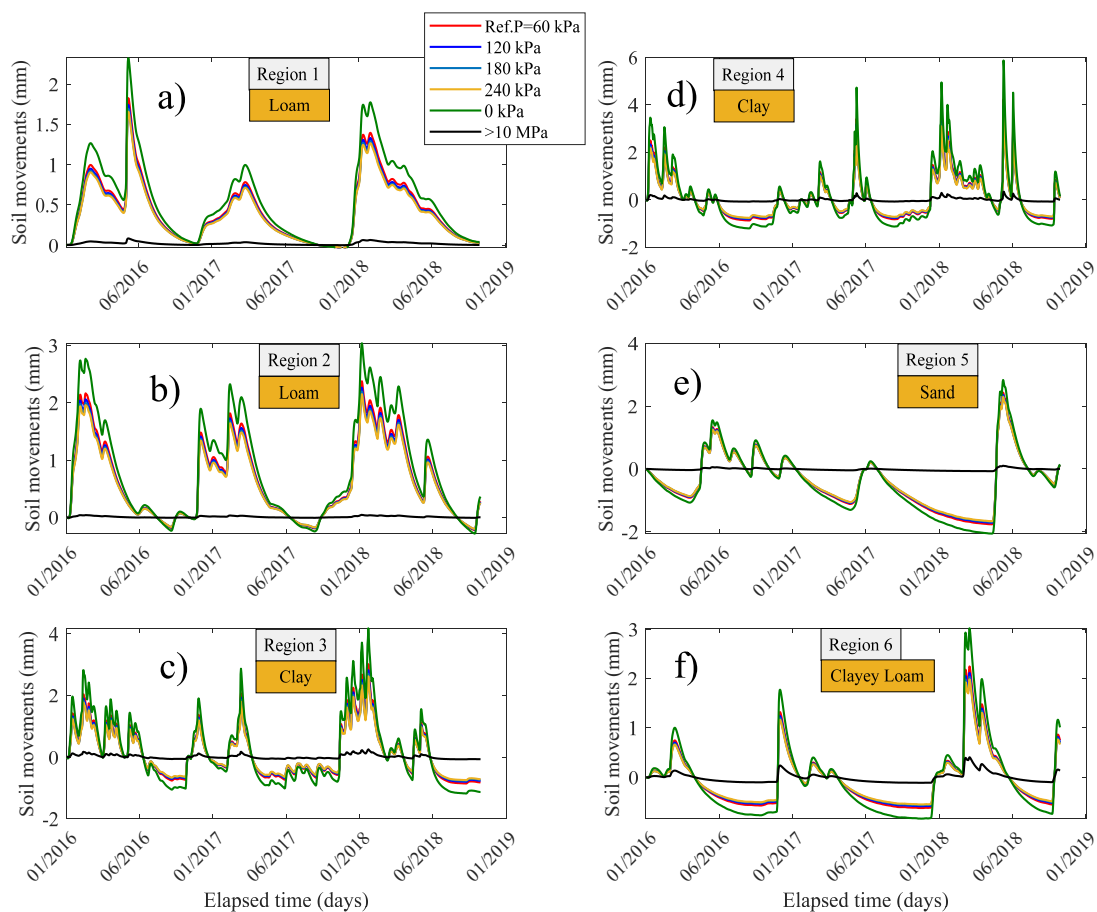 Ref.P=60 kPa
120 kPa
180 kPa
240 kPa
0 kPa
>10 MPa
a)
Region 1
Loam
Soil movements (mm)
2
1.5
1
0.5
0
06/2016
01/2017
06/2017
01/2018
06/2018
01/2019
d)
Region 4
Clay
Soil movements (mm)
6
4
2
0
-2
01/2016
06/2016
01/2017
06/2017
01/2018
06/2018
01/2019
b)
Region 2
Loam
Soil movements (mm)
3
2
1
0
01/2016
06/2016
01/2017
06/2017
01/2018
06/2018
01/2019
e)
Region 5
Sand
Soil movements (mm)
4
2
0
-2
01/2016
06/2016
01/2017
06/2017
01/2018
06/2018
01/2019
c)
Region 3
Clay
Soil movements (mm)
4
2
0
-2
01/2016
06/2016
01/2017
06/2017
01/2018
06/2018
01/2019
Elapsed time (days)
f)
Region 6
Clayey Loam
Soil movements (mm)
3
2
1
0
01/2016
06/2016
01/2017
06/2017
01/2018
06/2018
01/2019
Elapsed time (days)